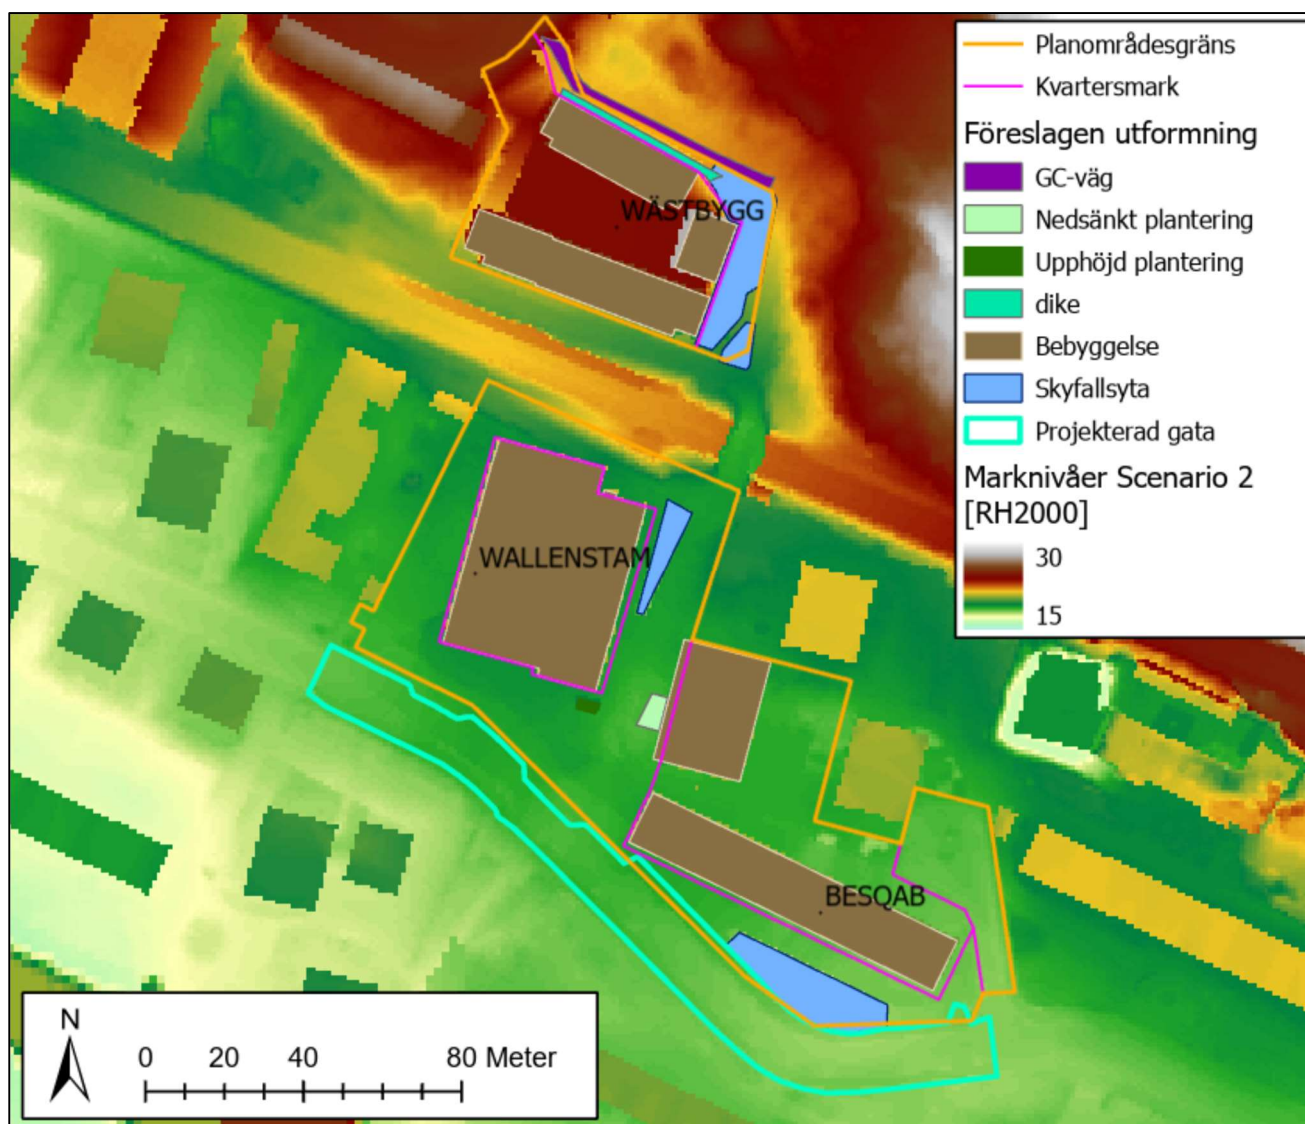 Planområdesgräns
Kvartersmark
Föreslagen utformning
GC-väg
Nedsänkt plantering
Upphöjd plantering
dike
Bebyggelse
Skyfallsyta
Projekterad gata
Marknivåer Scenario 2
[RH2000]
30
15
WÄSTBYGG
WALLENSTAM
BESQAB
N
0 20 40 80 Meter